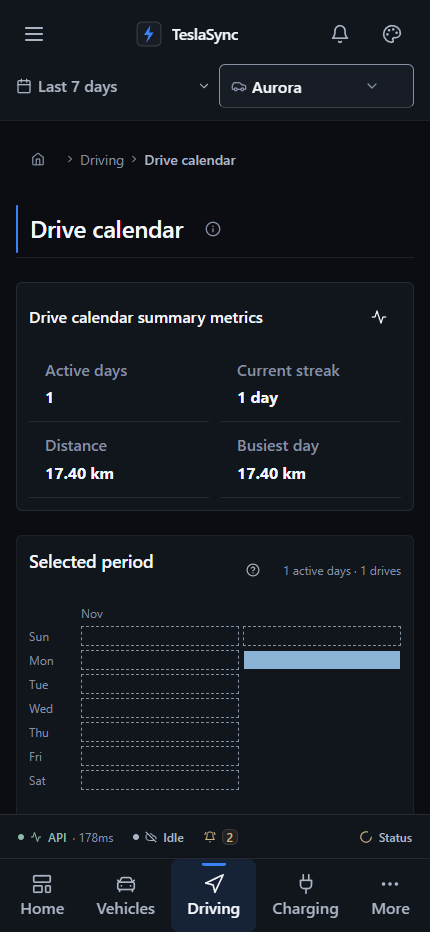 TeslaSync
Last 7 days
Aurora
Driving
Drive calendar
Drive calendar
Drive calendar summary metrics
Active days
1
Current streak
1 day
Distance
17.40 km
Busiest day
17.40 km
Selected period
1 active days · 1 drives
Nov
Sun
Mon
Tue
Wed
Thu
Fri
Sat
API · 178ms
Idle
2
Status
Home
Vehicles
Driving
Charging
More